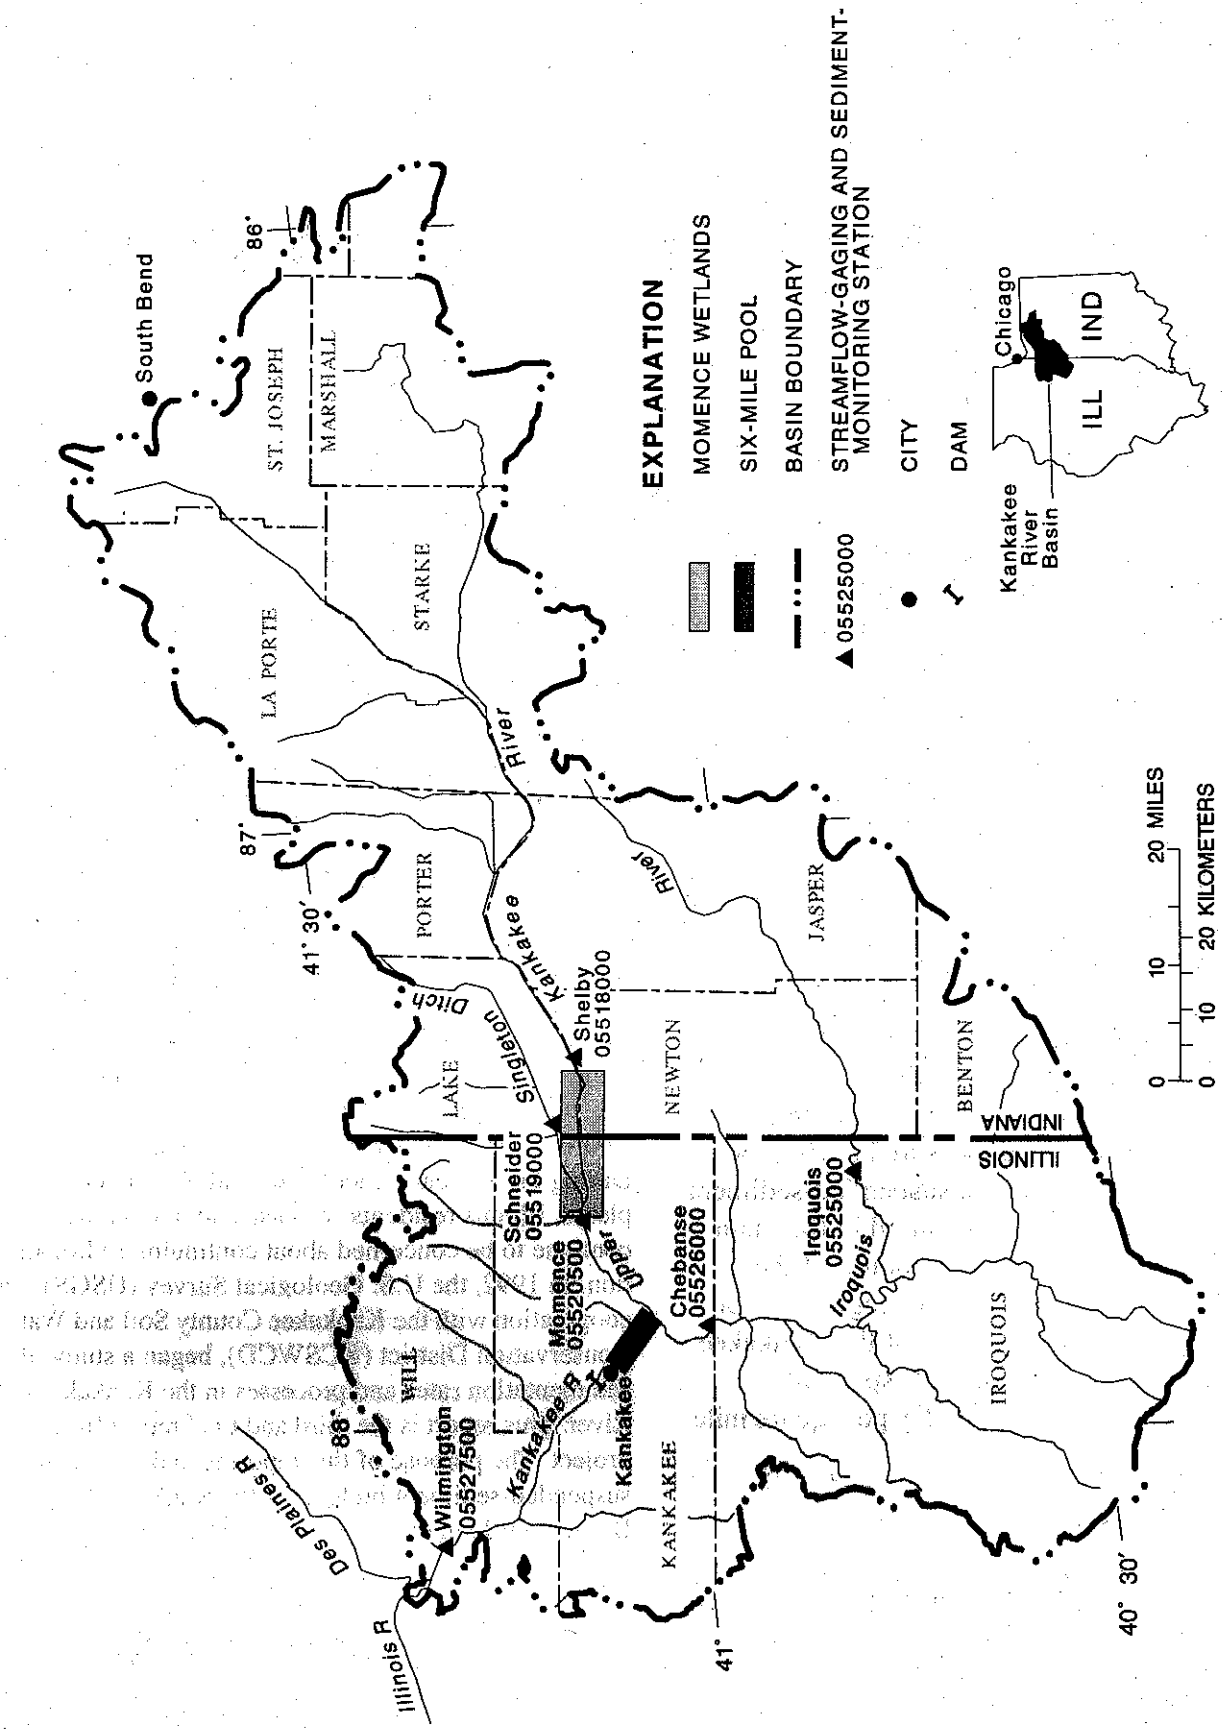 South Bend
86°
ST. JOSEPH
MARSHALL
LA PORTE
STARKE
87°
41° 30'
PORTER
River
Kankakee
Ditch
Singleton
LAKE
Shelby
05518000
River
JASPER
NEWTON
BENTON
INDIANA
ILLINOIS
Schneider
05519000
Momence
05520500
Upper
Chebanse
05526000
Iroquois
05525000
Iroquois
IROQUOIS
WILL
88°
Kankakee R
Kankakee
KANKAKEE
Wilmington
05527500
Des Plaines R
Illinois R
41°
40° 30'
EXPLANATION
MOMENCE WETLANDS
SIX-MILE POOL
BASIN BOUNDARY
05525000 STREAMFLOW-GAGING AND SEDIMENT-
MONITORING STATION
CITY
DAM
Chicago
ILL
IND
Kankakee
River
Basin
0 10 20 MILES
0 10 20 KILOMETERS